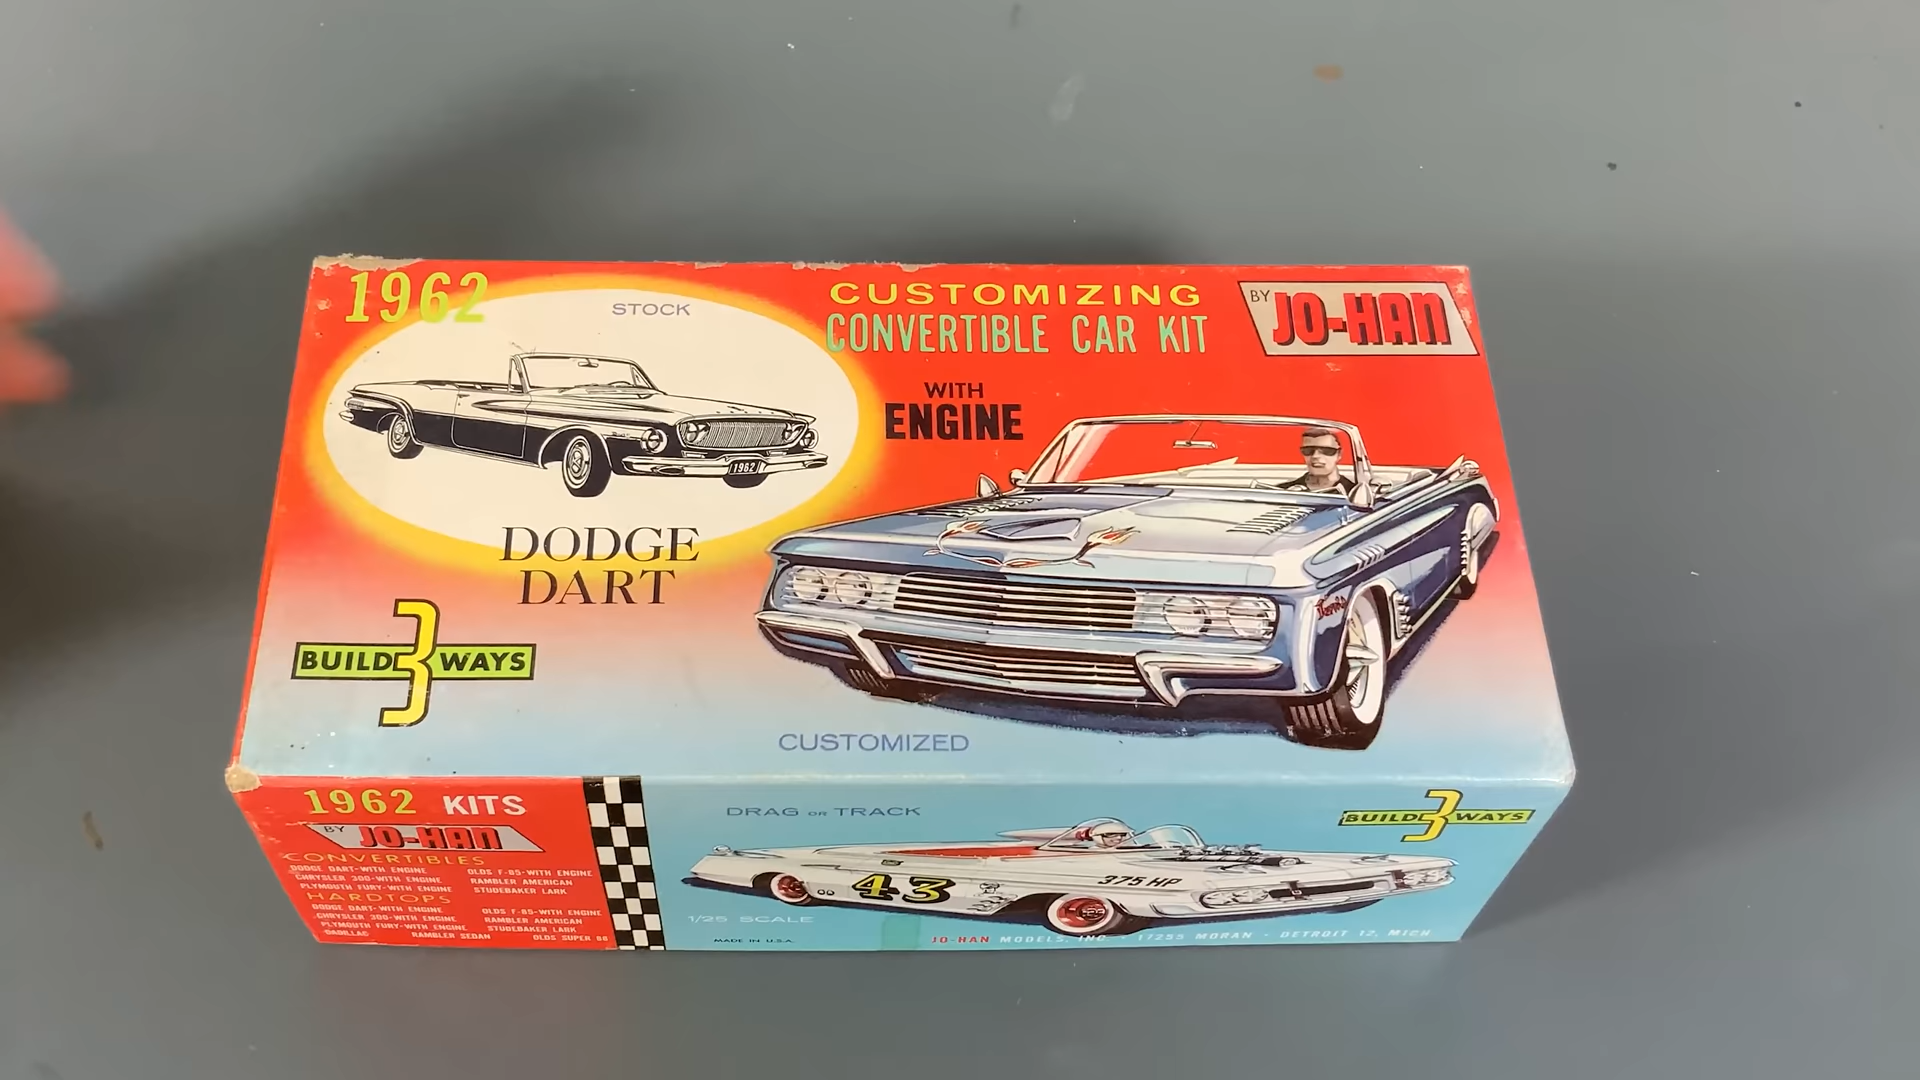 1962
STOCK
CUSTOMIZING
CONVERTIBLE CAR KIT
BY JO-HAN
WITH
ENGINE
1962
DODGE
DART
BUILD 3 WAYS
CUSTOMIZED
1962 KITS
BY JO-HAN
CONVERTIBLES
DODGE DART-WITH ENGINE
CHRYSLER 300-WITH ENGINE
PLYMOUTH FURY-WITH ENGINE
OLDS F-85-WITH ENGINE
RAMBLER AMERICAN
STUDEBAKER LARK
HARDTOPS
DODGE DART-WITH ENGINE
CHRYSLER 300-WITH ENGINE
PLYMOUTH FURY-WITH ENGINE
CADILLAC
OLDS F-85-WITH ENGINE
RAMBLER AMERICAN
STUDEBAKER LARK
RAMBLER SEDAN
OLDS SUPER 88
DRAG OR TRACK
BUILD 3 WAYS
43
375 HP
1/25 SCALE
MADE IN U.S.A.
JO-HAN MODELS, INC. · 17255 MORAN · DETROIT 12, MICH